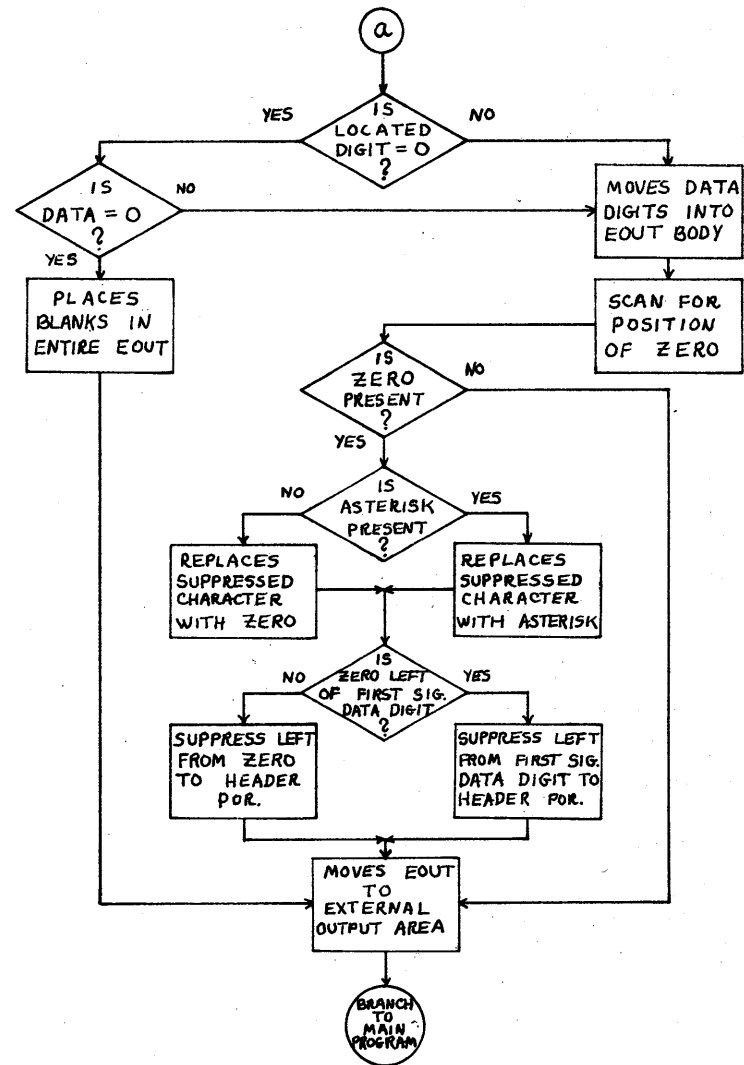 a
YES
IS
LOCATED
DIGIT = 0
?
NO
IS
DATA = 0
?
NO
YES
MOVES DATA
DIGITS INTO
EOUT BODY
PLACES
BLANKS IN
ENTIRE EOUT
SCAN FOR
POSITION
OF ZERO
IS
ZERO
PRESENT
?
NO
YES
IS
ASTERISK
PRESENT
?
NO
YES
REPLACES
SUPPRESSED
CHARACTER
WITH ZERO
REPLACES
SUPPRESSED
CHARACTER
WITH ASTERISK
IS
ZERO LEFT
OF FIRST SIG.
DATA DIGIT
?
NO
YES
SUPPRESS LEFT
FROM ZERO
TO HEADER
POR.
SUPPRESS LEFT
FROM FIRST SIG.
DATA DIGIT TO
HEADER POR.
MOVES EOUT
TO
EXTERNAL
OUTPUT AREA
BRANCH
TO
MAIN
PROGRAM